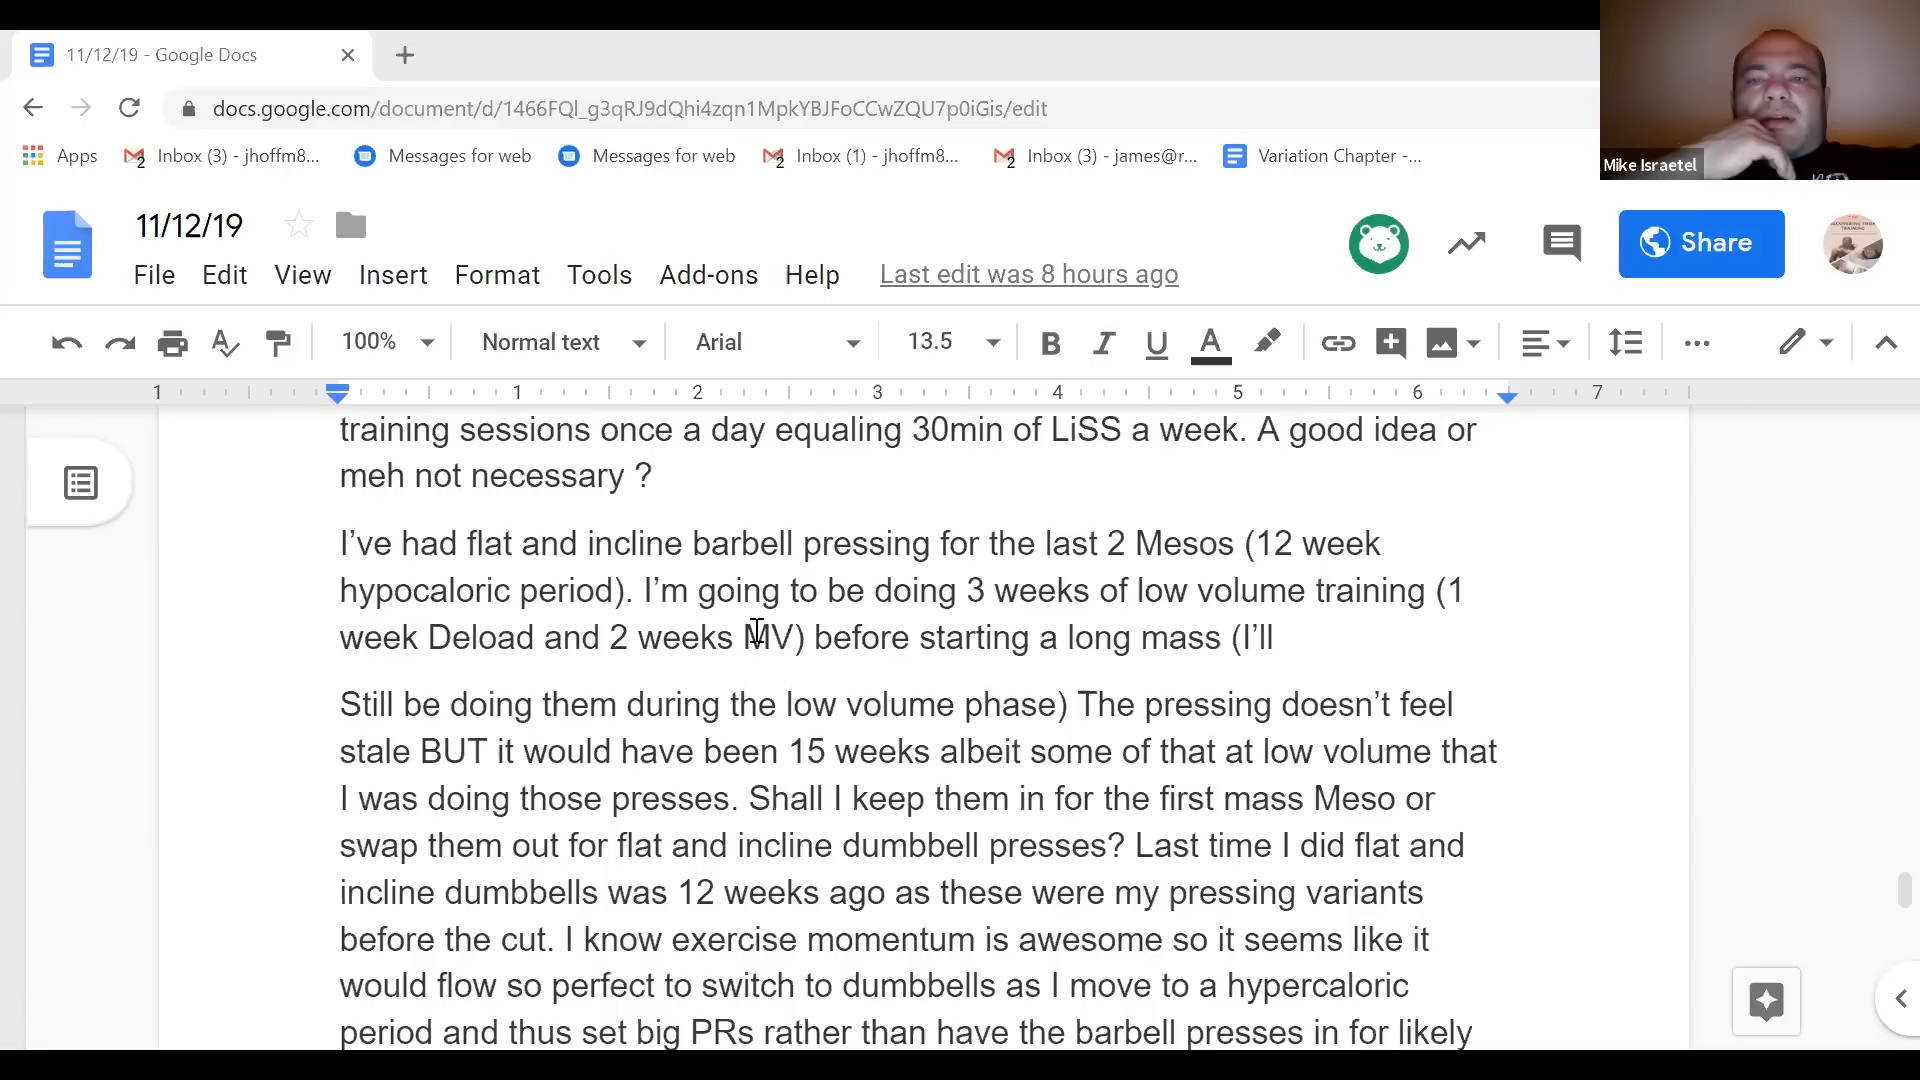 11/12/19 - Google Docs
docs.google.com/document/d/1466FQl_g3qRJ9dQhi4zqn1MpkYBJFoCCwZQU7p0iGis/edit
Apps Inbox (3) - jhoffm8... Messages for web Messages for web Inbox (1) - jhoffm8... Inbox (3) - james@r... Variation Chapter -...
Mike Israetel
11/12/19
Share
File Edit View Insert Format Tools Add-ons Help Last edit was 8 hours ago
100% Normal text Arial 13.5 B I U A
1 1 2 3 4 5 6 7
training sessions once a day equaling 30min of LiSS a week. A good idea or
meh not necessary ?
I’ve had flat and incline barbell pressing for the last 2 Mesos (12 week
hypocaloric period). I’m going to be doing 3 weeks of low volume training (1
week Deload and 2 weeks MV) before starting a long mass (I’ll
Still be doing them during the low volume phase) The pressing doesn’t feel
stale BUT it would have been 15 weeks albeit some of that at low volume that
I was doing those presses. Shall I keep them in for the first mass Meso or
swap them out for flat and incline dumbbell presses? Last time I did flat and
incline dumbbells was 12 weeks ago as these were my pressing variants
before the cut. I know exercise momentum is awesome so it seems like it
would flow so perfect to switch to dumbbells as I move to a hypercaloric
period and thus set big PRs rather than have the barbell presses in for likely